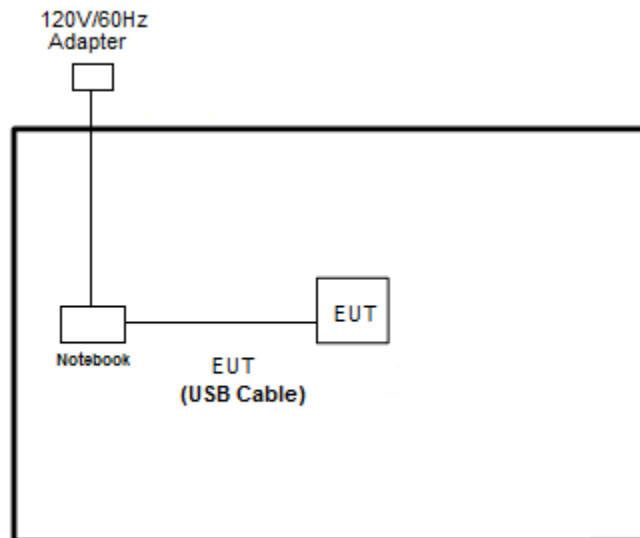 120V/60Hz
Adapter
EUT
Notebook
EUT
(USB Cable)